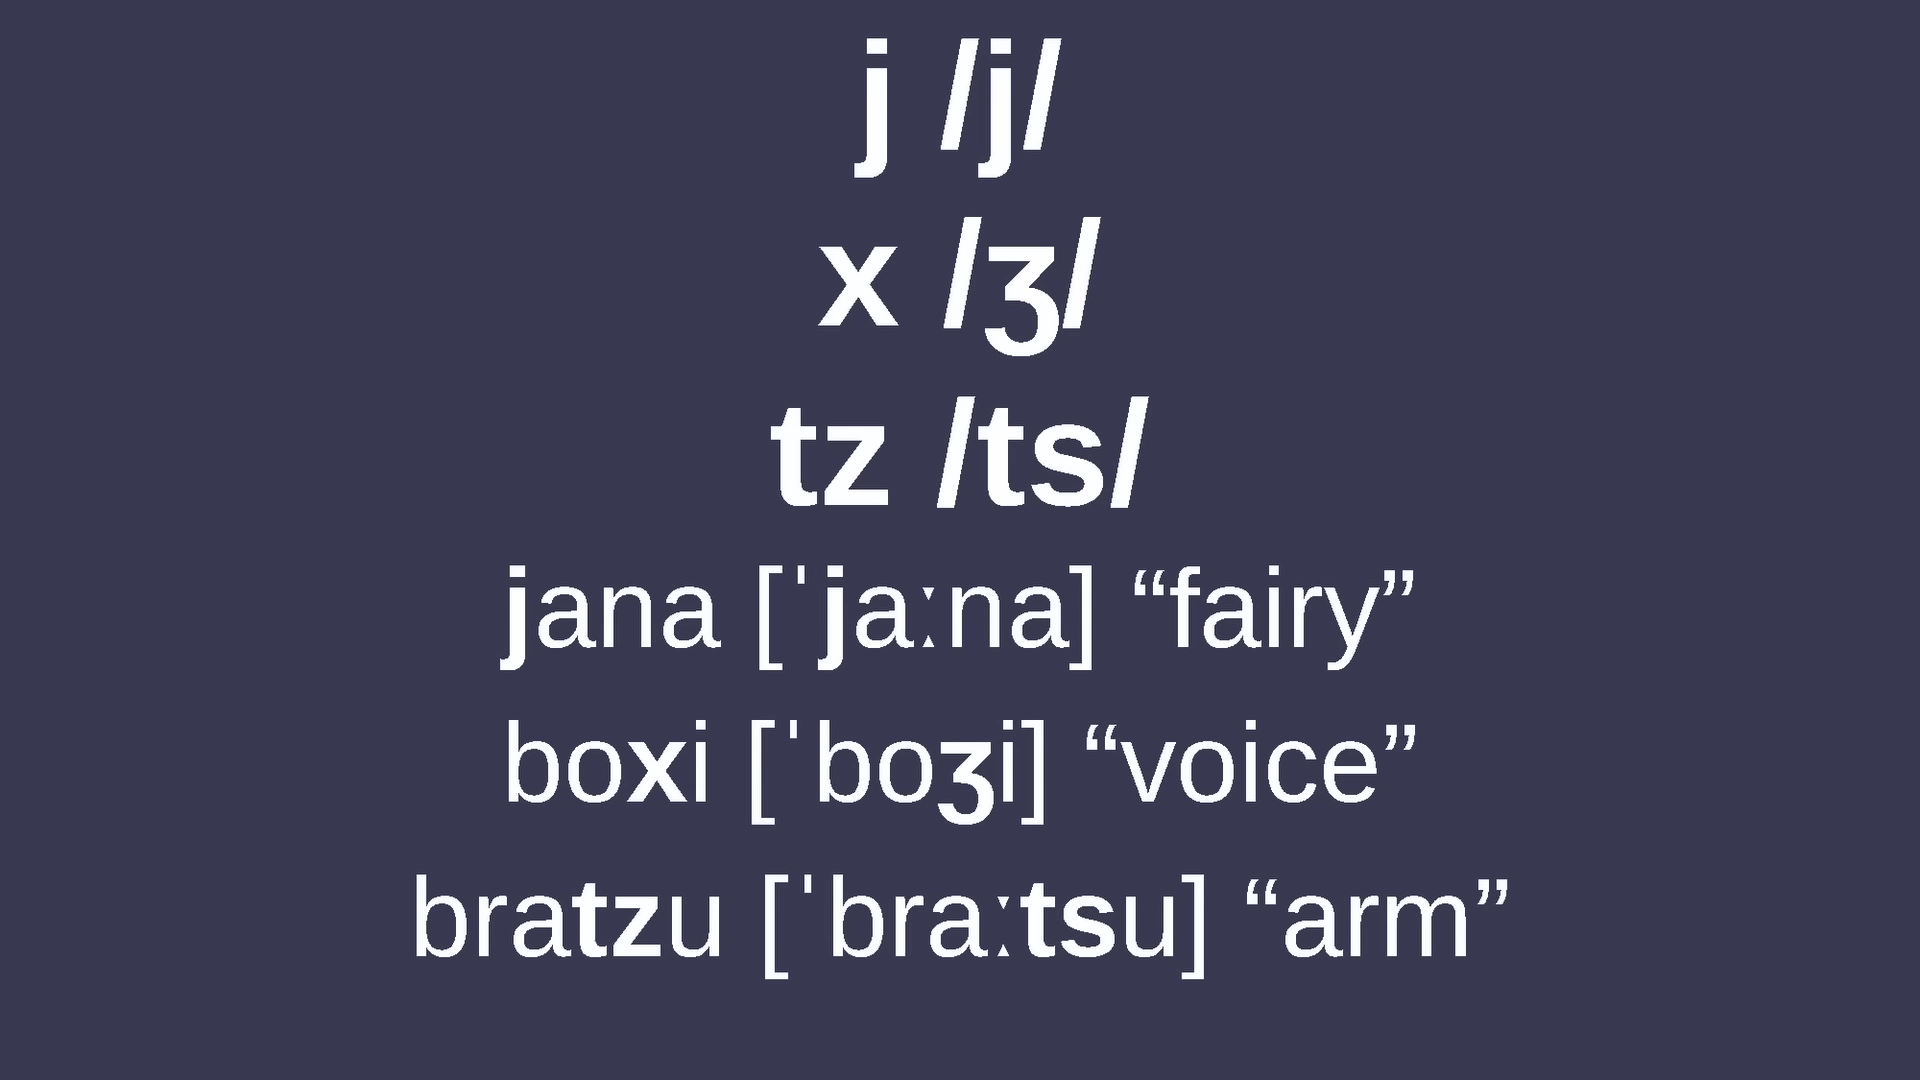 j /j/
x /ʒ/
tz /ts/
jana [ˈjaːna] “fairy”
boxi [ˈboʒi] “voice”
bratzu [ˈbraːtsu] “arm”